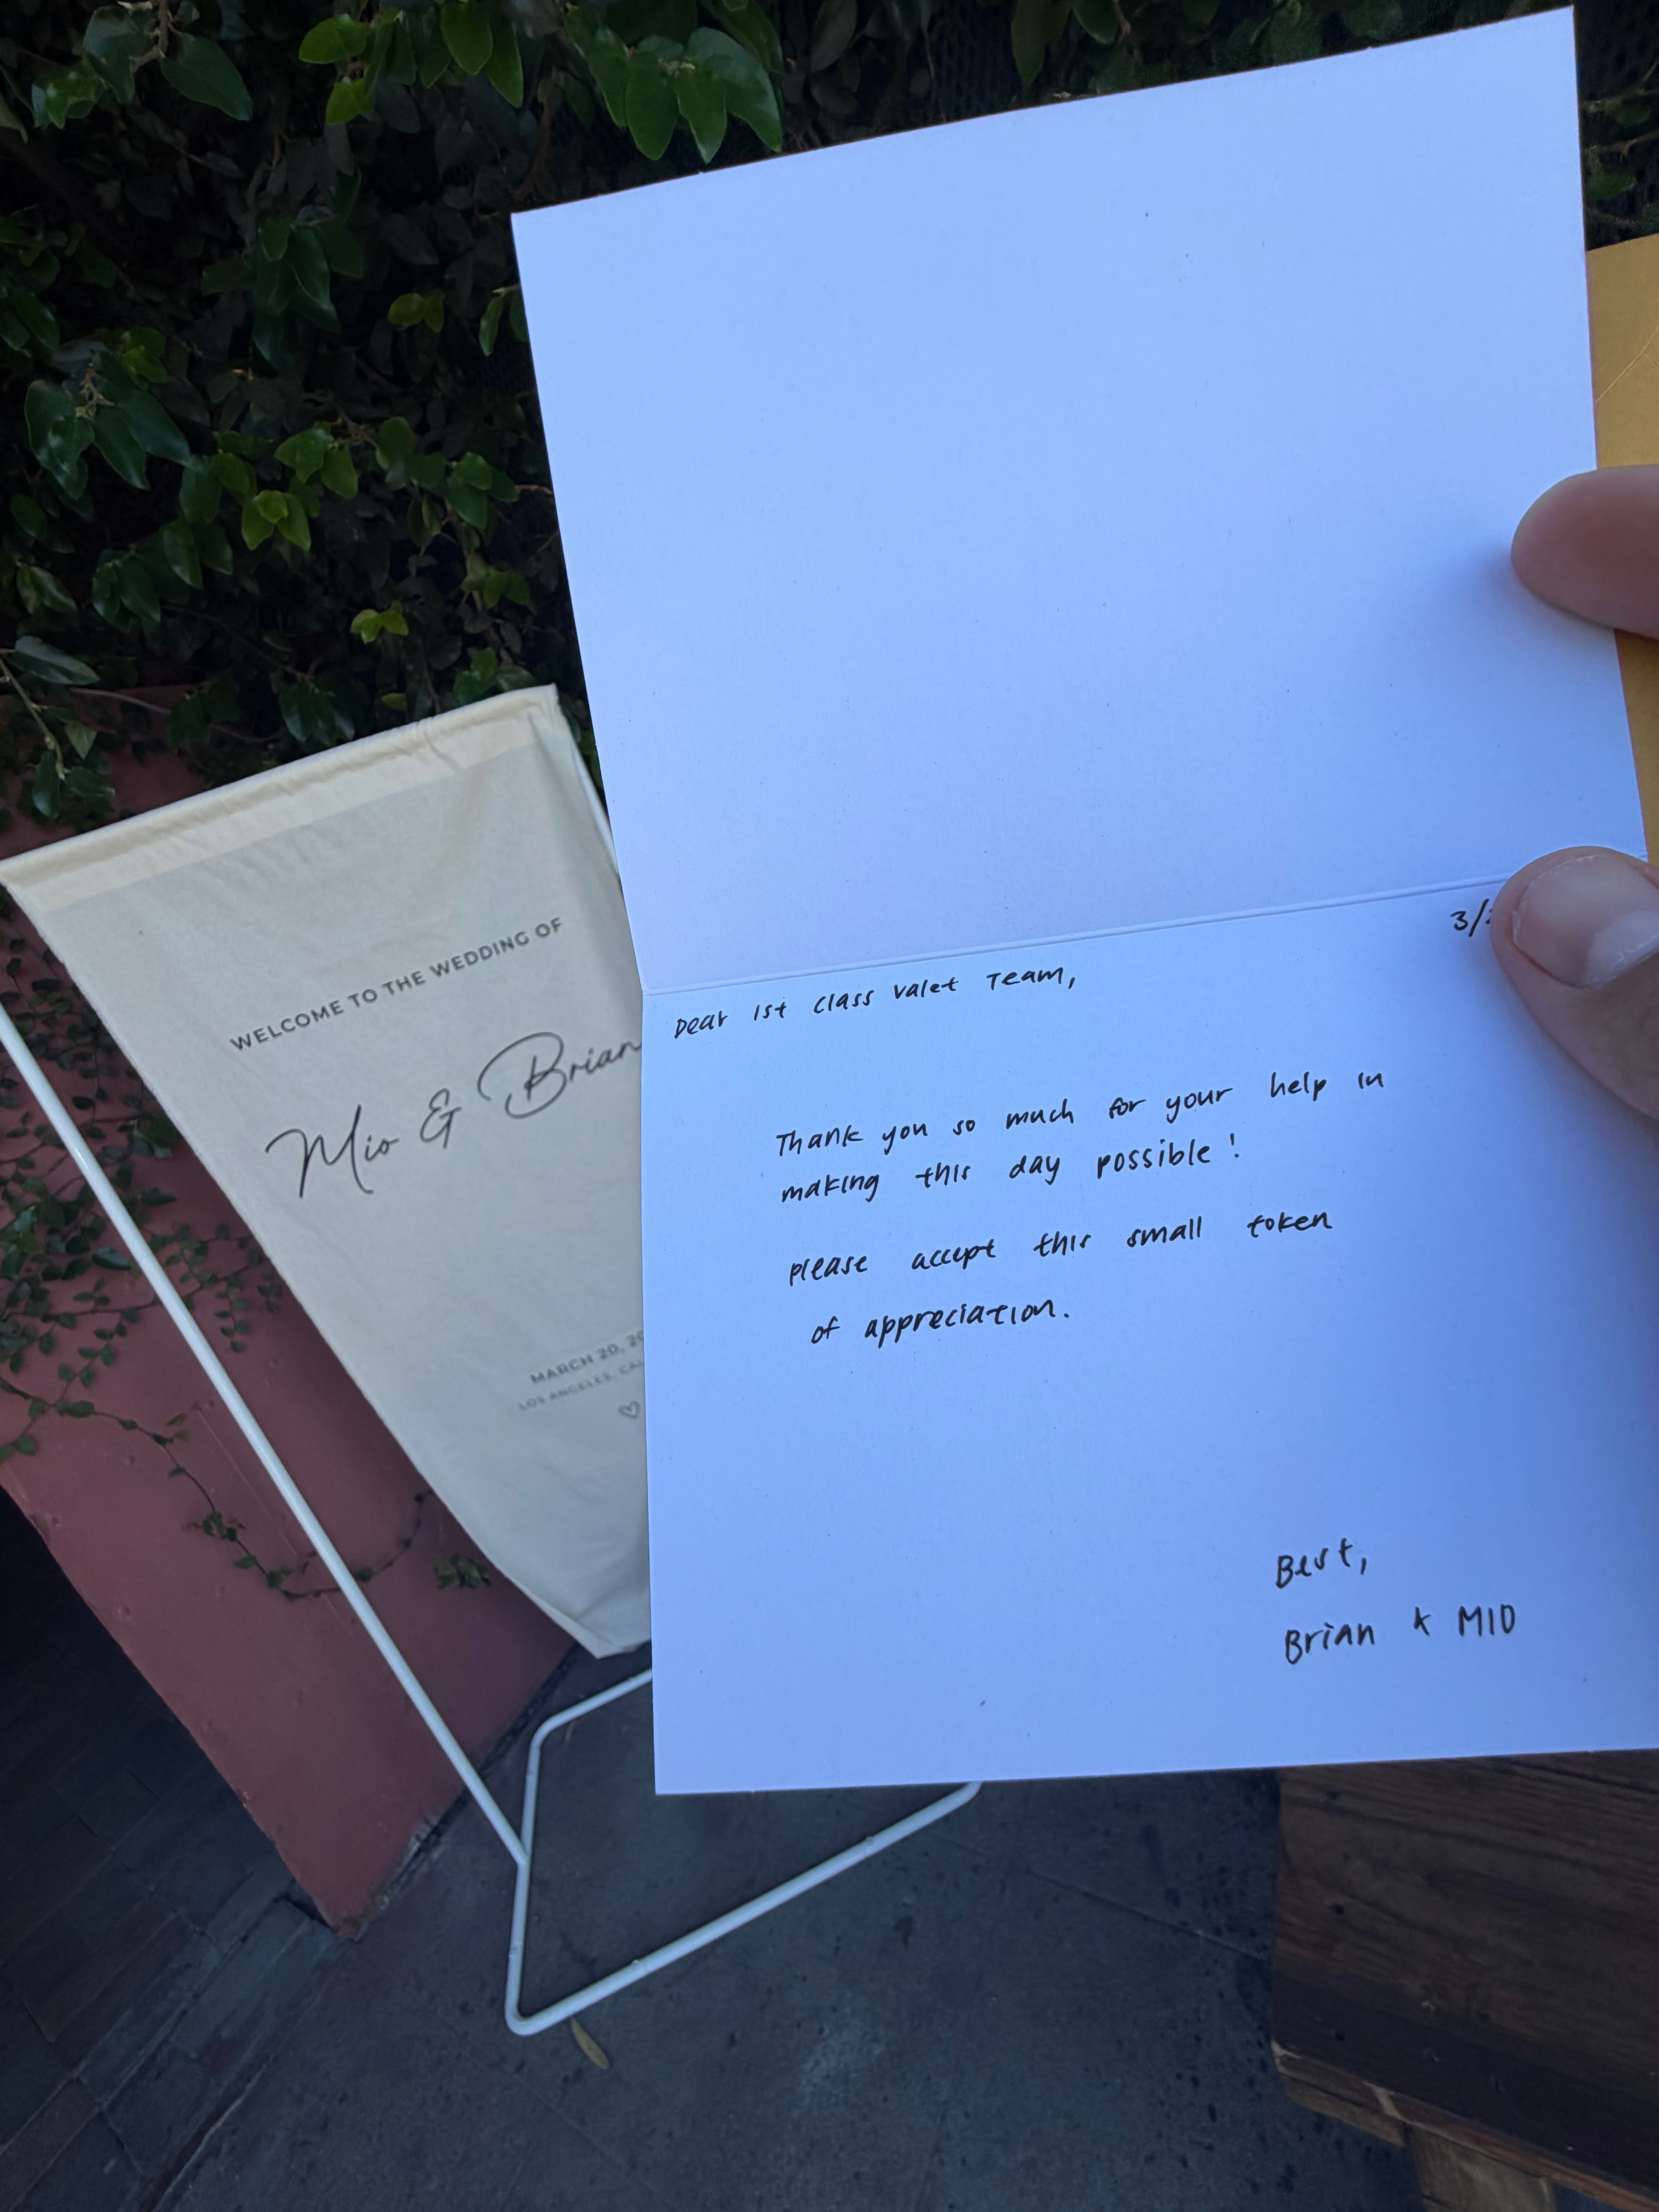 WELCOME TO THE WEDDING OF
Mio & Brian
MARCH 20,
LOS ANGELES,
3/
Dear 1st Class Valet Team,
Thank you so much for your help in
making this day possible!
please accept this small token
of appreciation.
Best,
Brian & MIO